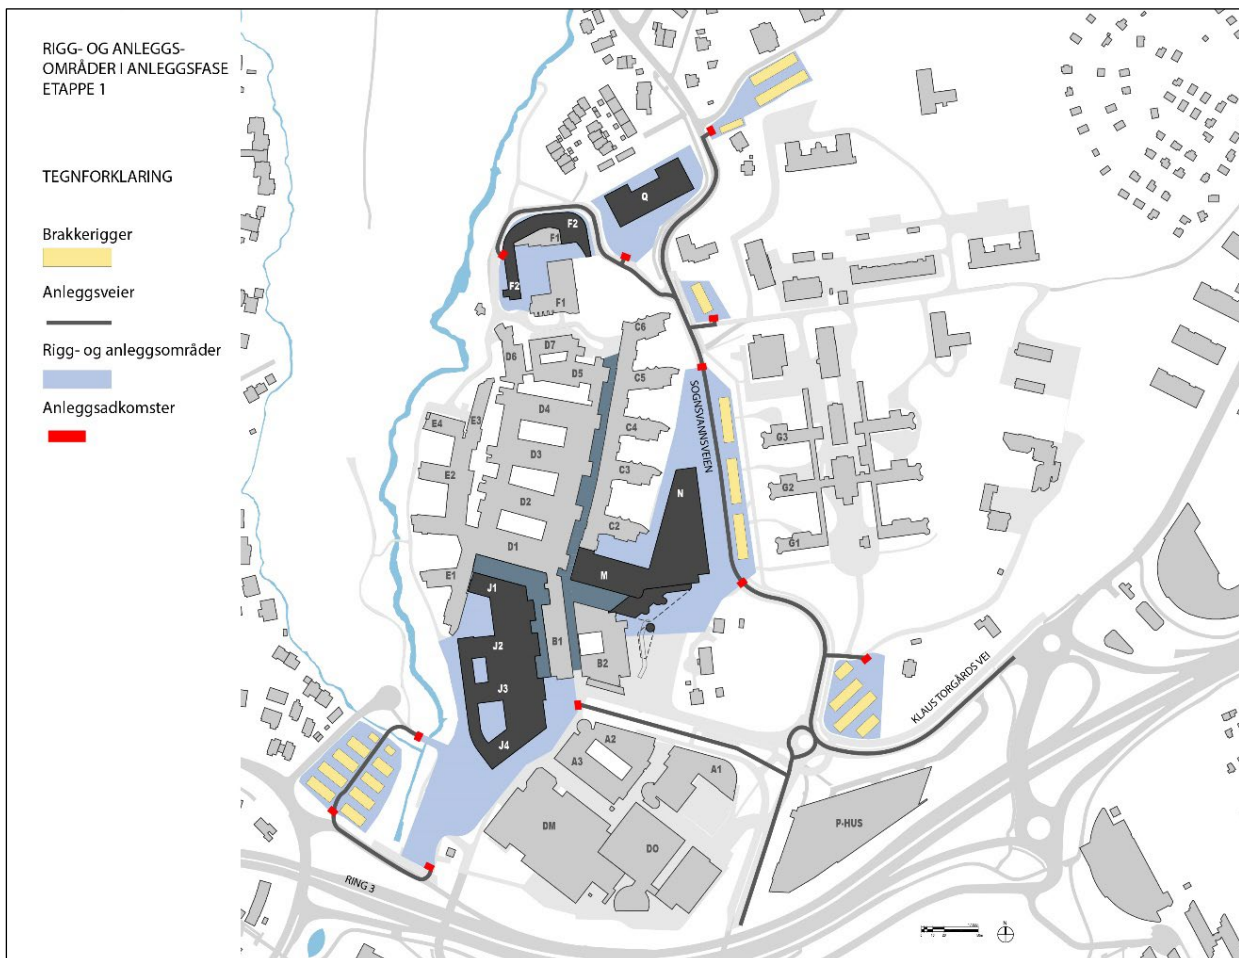 RIGG- OG ANLEGGS-
OMRÅDER I ANLEGGSFASE
ETAPPE 1
TEGNFORKLARING
Brakkerigger
Anleggsveier
Rigg- og anleggsområder
Anleggsadkomster
Q
F2
F1
F2
F1
C6
D7
D6
D5
C5
SOGNSVANNSVEIEN
D4
E4
E3
C4
G3
D3
C3
E2
N
G2
D2
C2
D1
G1
E1
M
J1
J2
B1
B2
J3
KLAUS TORGÅRDS VEI
J4
A2
A3
A1
DM
P-HUS
DO
RING 3
N